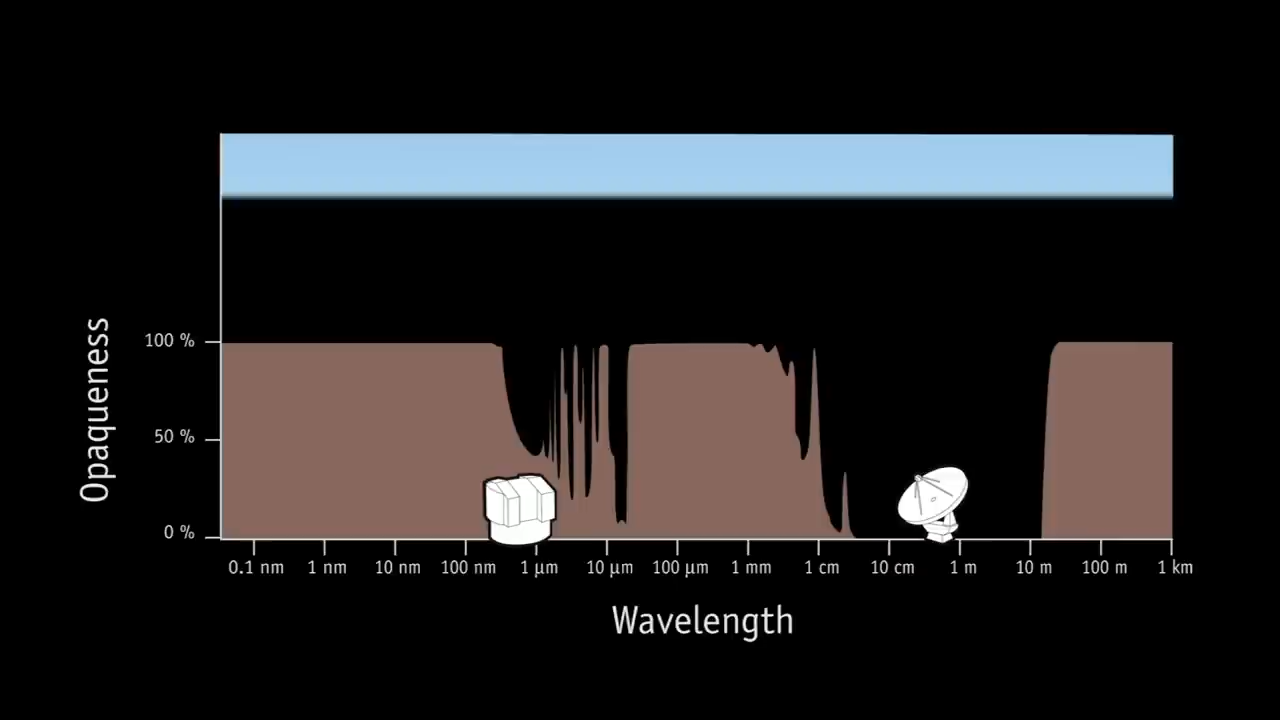 Opaqueness
100 %
50 %
0 %
0.1 nm 1 nm 10 nm 100 nm 1 µm 10 µm 100 µm 1 mm 1 cm 10 cm 1 m 10 m 100 m 1 km
Wavelength